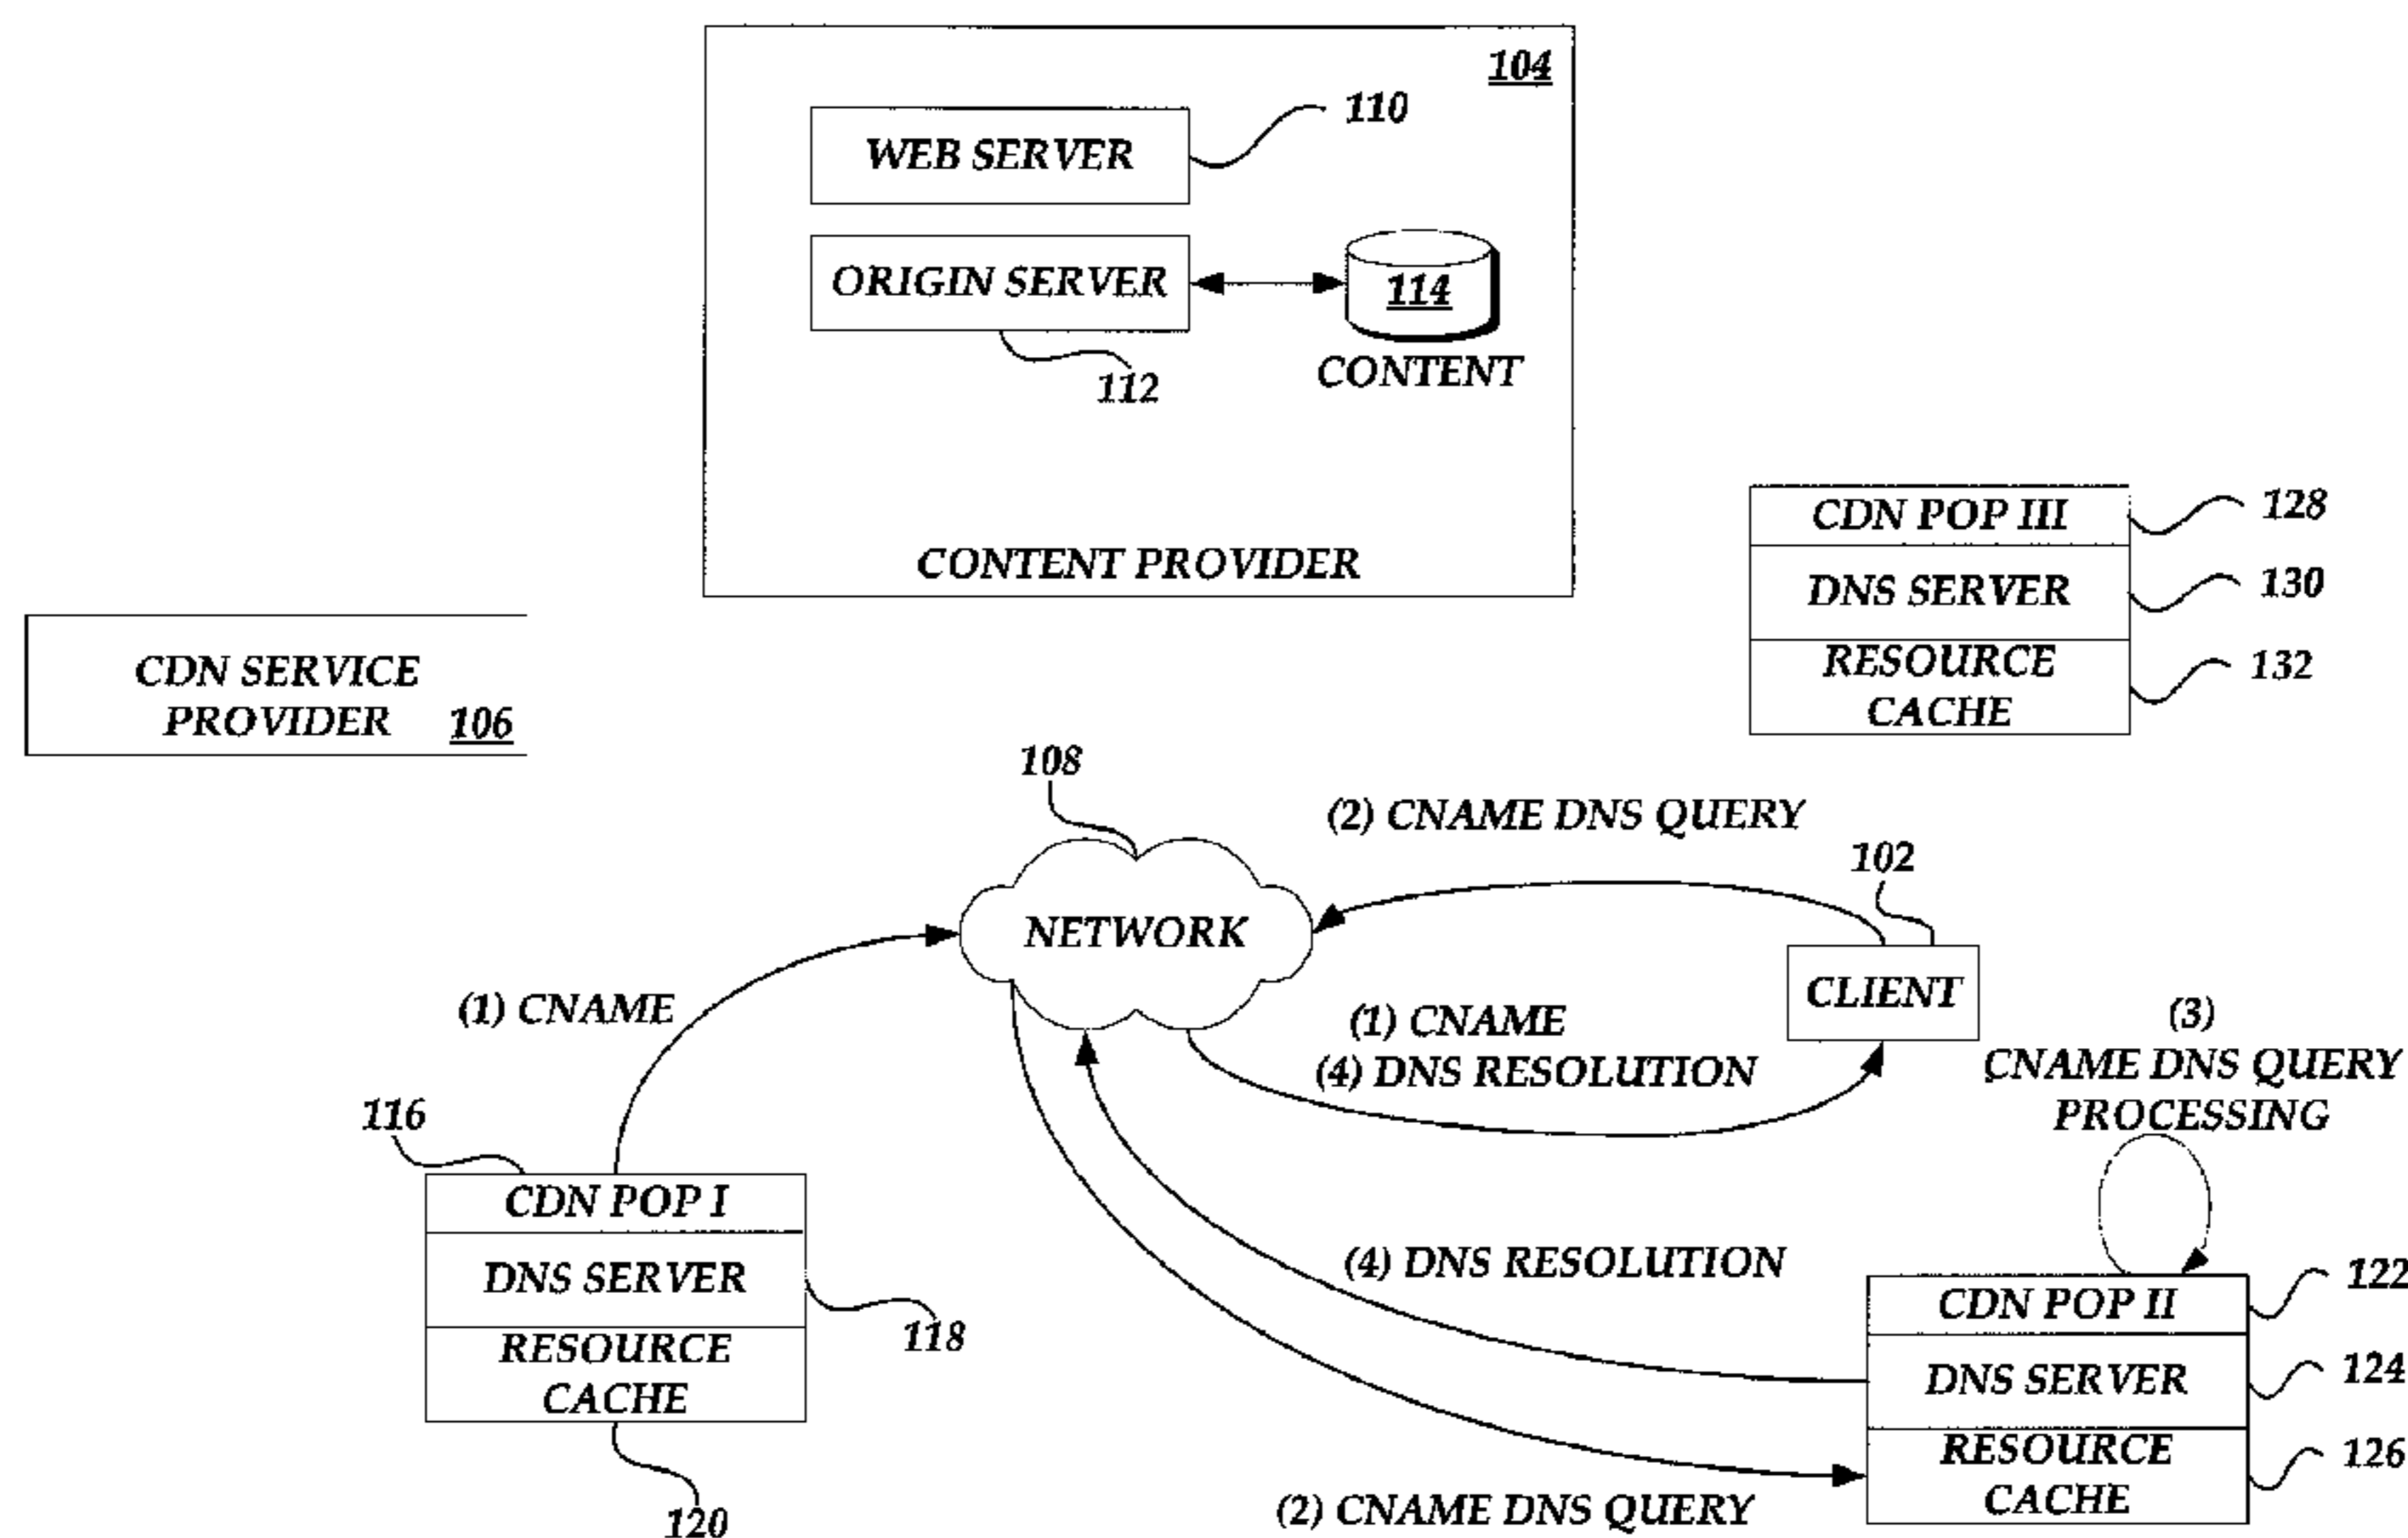 104
110
WEB SERVER
ORIGIN SERVER
114
112
CONTENT
CONTENT PROVIDER
CDN POP III
128
DNS SERVER
130
RESOURCE
CACHE
132
CDN SERVICE
PROVIDER 106
108
(2) CNAME DNS QUERY
102
NETWORK
CLIENT
(1) CNAME
(1) CNAME
(4) DNS RESOLUTION
(3)
CNAME DNS QUERY
PROCESSING
116
CDN POP I
DNS SERVER
118
RESOURCE
CACHE
120
(4) DNS RESOLUTION
122
CDN POP II
DNS SERVER
124
RESOURCE
CACHE
126
(2) CNAME DNS QUERY